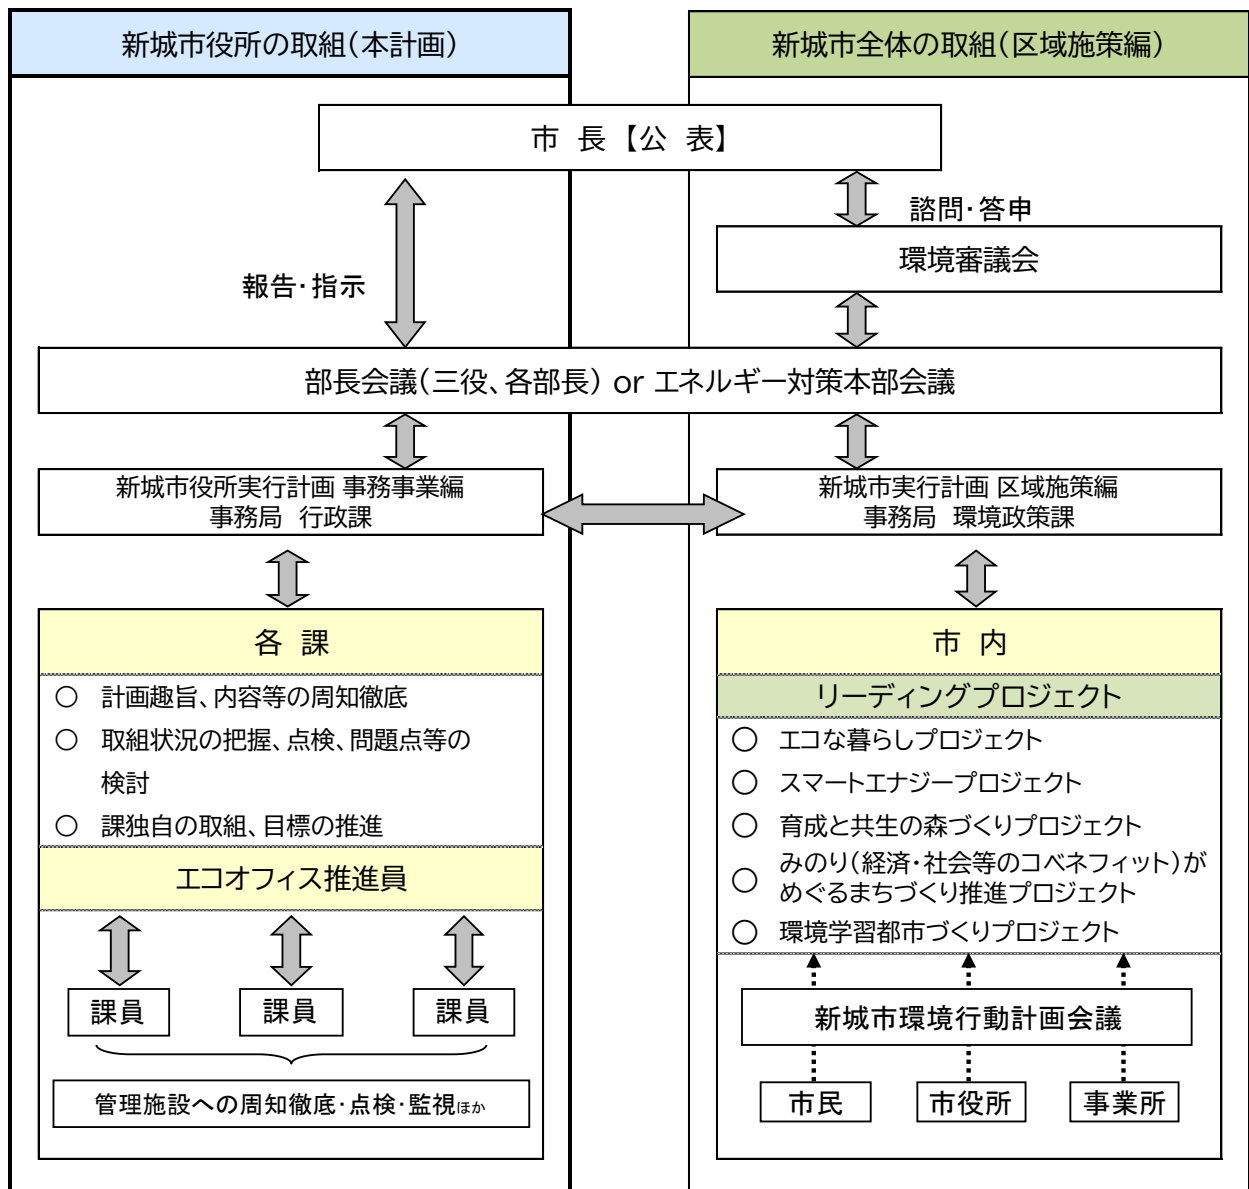 新城市役所の取組(本計画)
新城市全体の取組(区域施策編)
市 長【公 表】
諮問・答申
環境審議会
報告・指示
部長会議(三役、各部長) or エネルギー対策本部会議
新城市役所実行計画 事務事業編
事務局 行政課
新城市実行計画 区域施策編
事務局 環境政策課
各 課
○ 計画趣旨、内容等の周知徹底
○ 取組状況の把握、点検、問題点等の
検討
○ 課独自の取組、目標の推進
エコオフィス推進員
課員
課員
課員
管理施設への周知徹底・点検・監視ほか
市 内
リーディングプロジェクト
○ エコな暮らしプロジェクト
○ スマートエナジープロジェクト
○ 育成と共生の森づくりプロジェクト
○ みのり(経済・社会等のコベネフィット)が
めぐるまちづくり推進プロジェクト
○ 環境学習都市づくりプロジェクト
新城市環境行動計画会議
市民
市役所
事業所